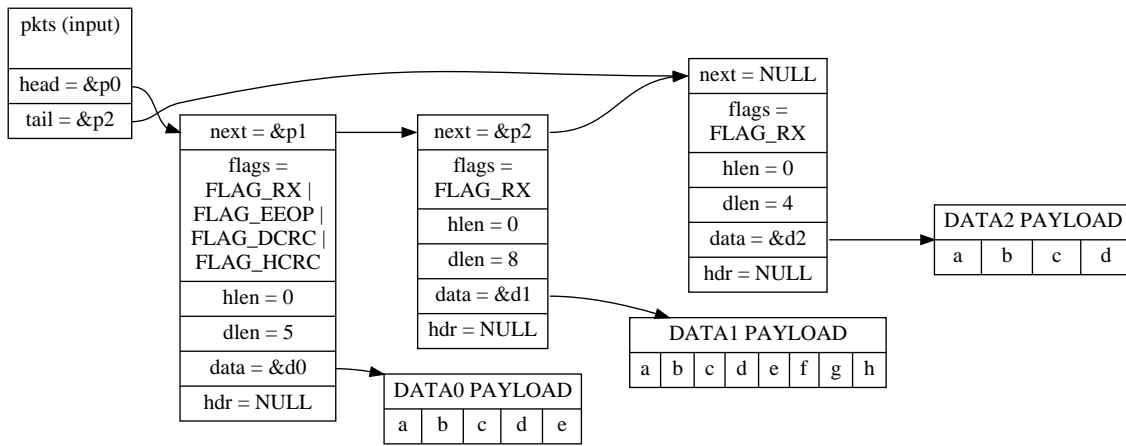 pkts (input)
head = &p0
tail = &p2
next = &p1
flags =
FLAG_RX |
FLAG_EEOP |
FLAG_DCRC |
FLAG_HCRC
hlen = 0
dlen = 5
data = &d0
hdr = NULL
next = &p2
flags =
FLAG_RX
hlen = 0
dlen = 8
data = &d1
hdr = NULL
next = NULL
flags =
FLAG_RX
hlen = 0
dlen = 4
data = &d2
hdr = NULL
DATA2 PAYLOAD
a b c d
DATA1 PAYLOAD
a b c d e f g h
DATA0 PAYLOAD
a b c d e